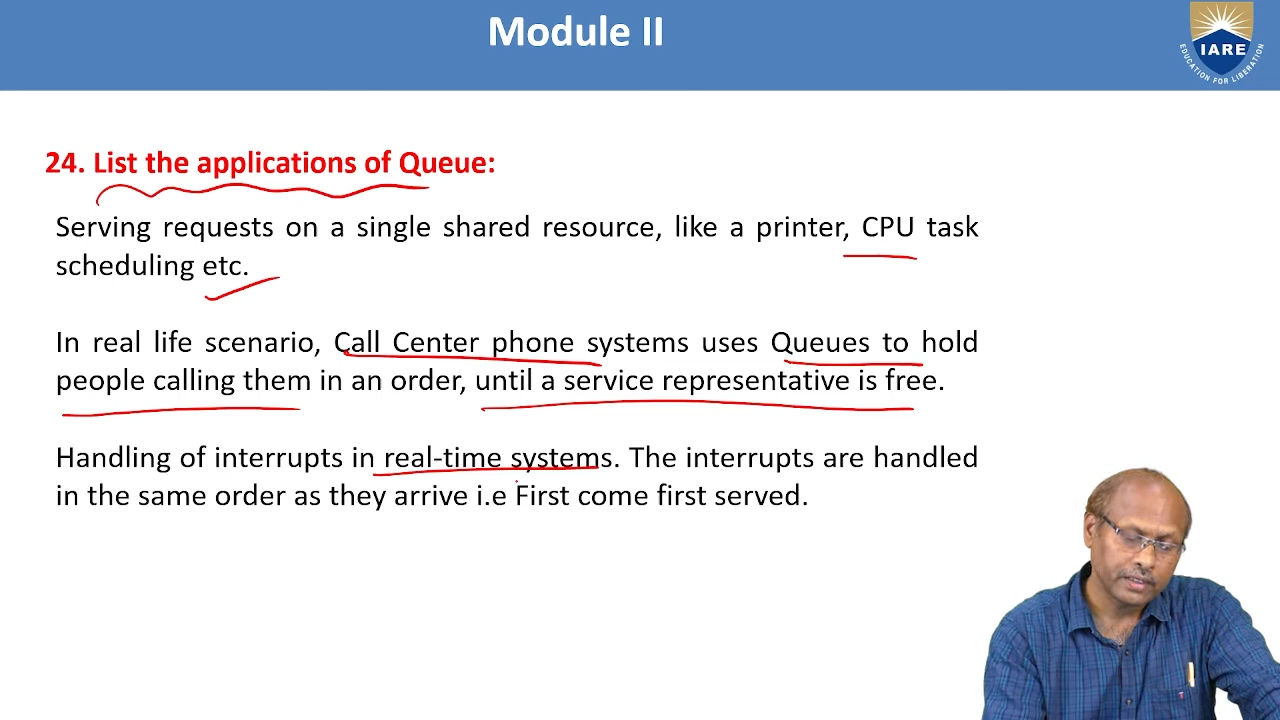 Module II
IARE
EDUCATION FOR LIBERATION
24. List the applications of Queue:
Serving requests on a single shared resource, like a printer, CPU task
scheduling etc.
In real life scenario, Call Center phone systems uses Queues to hold
people calling them in an order, until a service representative is free.
Handling of interrupts in real-time systems. The interrupts are handled
in the same order as they arrive i.e First come first served.